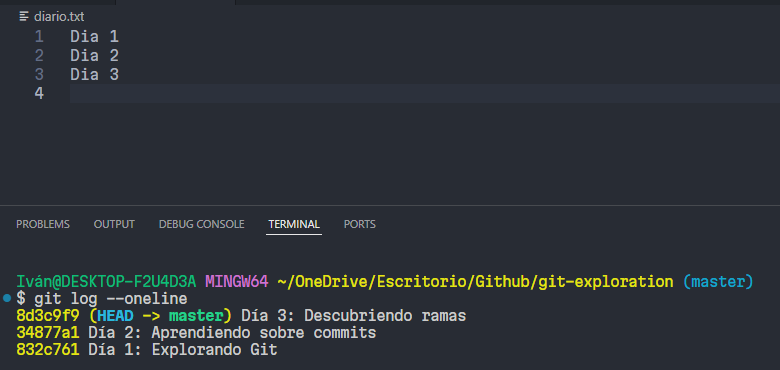 diario.txt
1 Dia 1
2 Dia 2
3 Dia 3
4
PROBLEMS OUTPUT DEBUG CONSOLE TERMINAL PORTS
Iván@DESKTOP-F2U4D3A MINGW64 ~/OneDrive/Escritorio/Github/git-exploration (master)
$ git log --oneline
8d3c9f9 (HEAD -> master) Día 3: Descubriendo ramas
34877a1 Día 2: Aprendiendo sobre commits
832c761 Día 1: Explorando Git